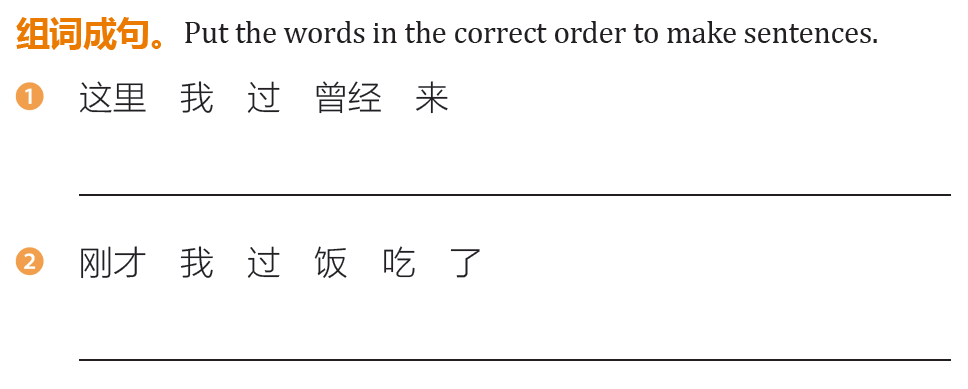 组词成句。Put the words in the correct order to make sentences.
1 这里 我 过 曾经 来
2 刚才 我 过 饭 吃 了